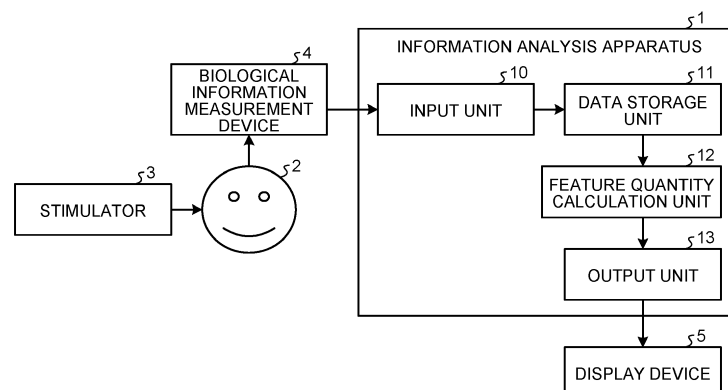 1
INFORMATION ANALYSIS APPARATUS
4
BIOLOGICAL
INFORMATION
MEASUREMENT
DEVICE
10
INPUT UNIT
11
DATA STORAGE
UNIT
12
FEATURE QUANTITY
CALCULATION UNIT
3
STIMULATOR
2
13
OUTPUT UNIT
5
DISPLAY DEVICE